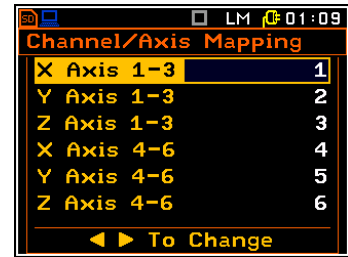 SD LM 01:09
Channel/Axis Mapping
X Axis 1-3 1
Y Axis 1-3 2
Z Axis 1-3 3
X Axis 4-6 4
Y Axis 4-6 5
Z Axis 4-6 6
◀ ▶ To Change